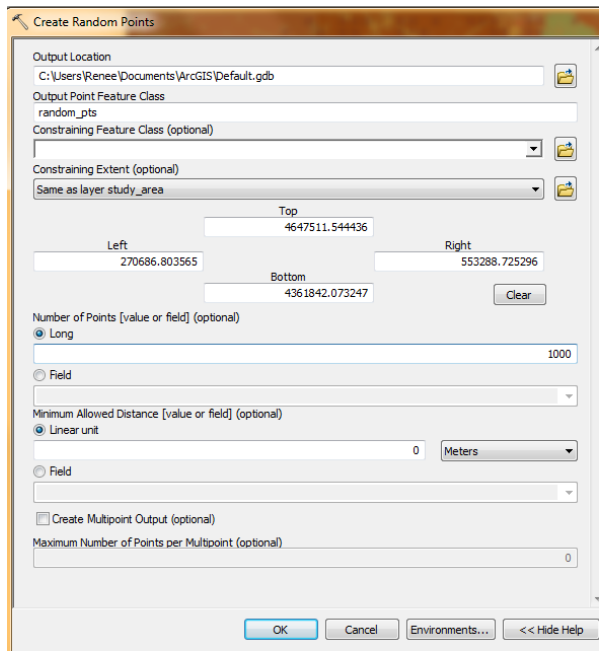 Create Random Points
Output Location
C:\Users\Renee\Documents\ArcGIS\Default.gdb
Output Point Feature Class
random_pts
Constraining Feature Class (optional)
Constraining Extent (optional)
Same as layer study_area
Top
4647511.544436
Left
Right
270686.803565
553288.725296
Bottom
4361842.073247
Clear
Number of Points [value or field] (optional)
Long
1000
Field
Minimum Allowed Distance [value or field] (optional)
Linear unit
0 Meters
Field
Create Multipoint Output (optional)
Maximum Number of Points per Multipoint (optional)
0
OK Cancel Environments... << Hide Help